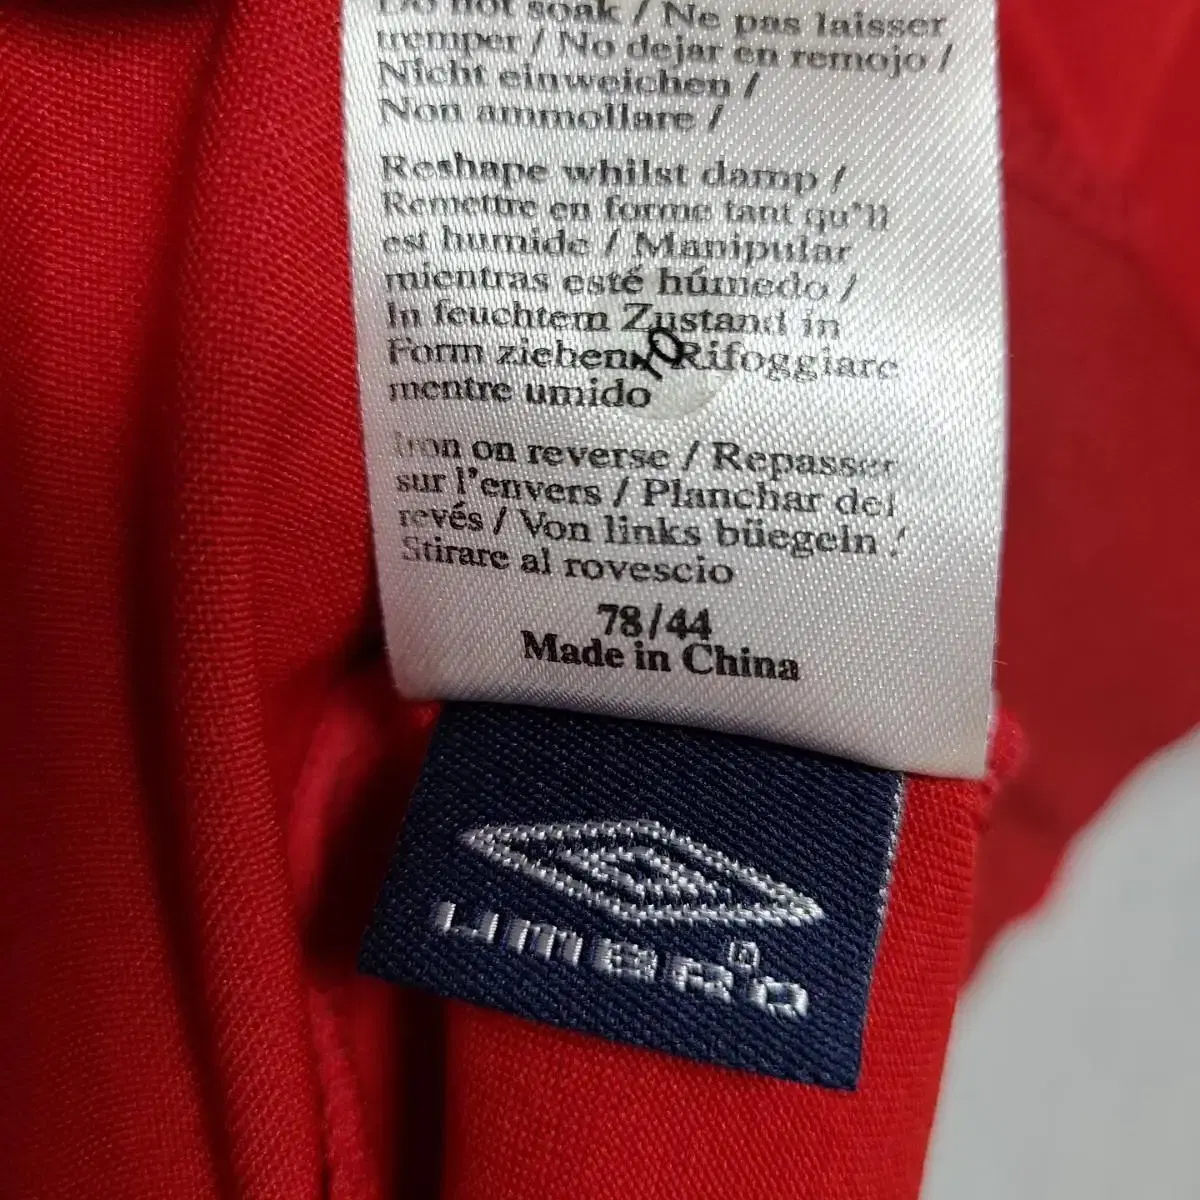 Do not soak / Ne pas laisser
tremper / No dejar en remojo /
Nicht einweichen /
Non ammollare /
Reshape whilst damp /
Remettre en forme tant qu'il
est humide / Manipular
mientras esté húmedo /
In feuchtem Zustand in
Form ziehen / Rifoggiare
mentre umido
Iron on reverse / Repasser
sur l'envers / Planchar del
revés / Von links büegeln /
Stirare al rovescio
78/44
Made in China
umbro